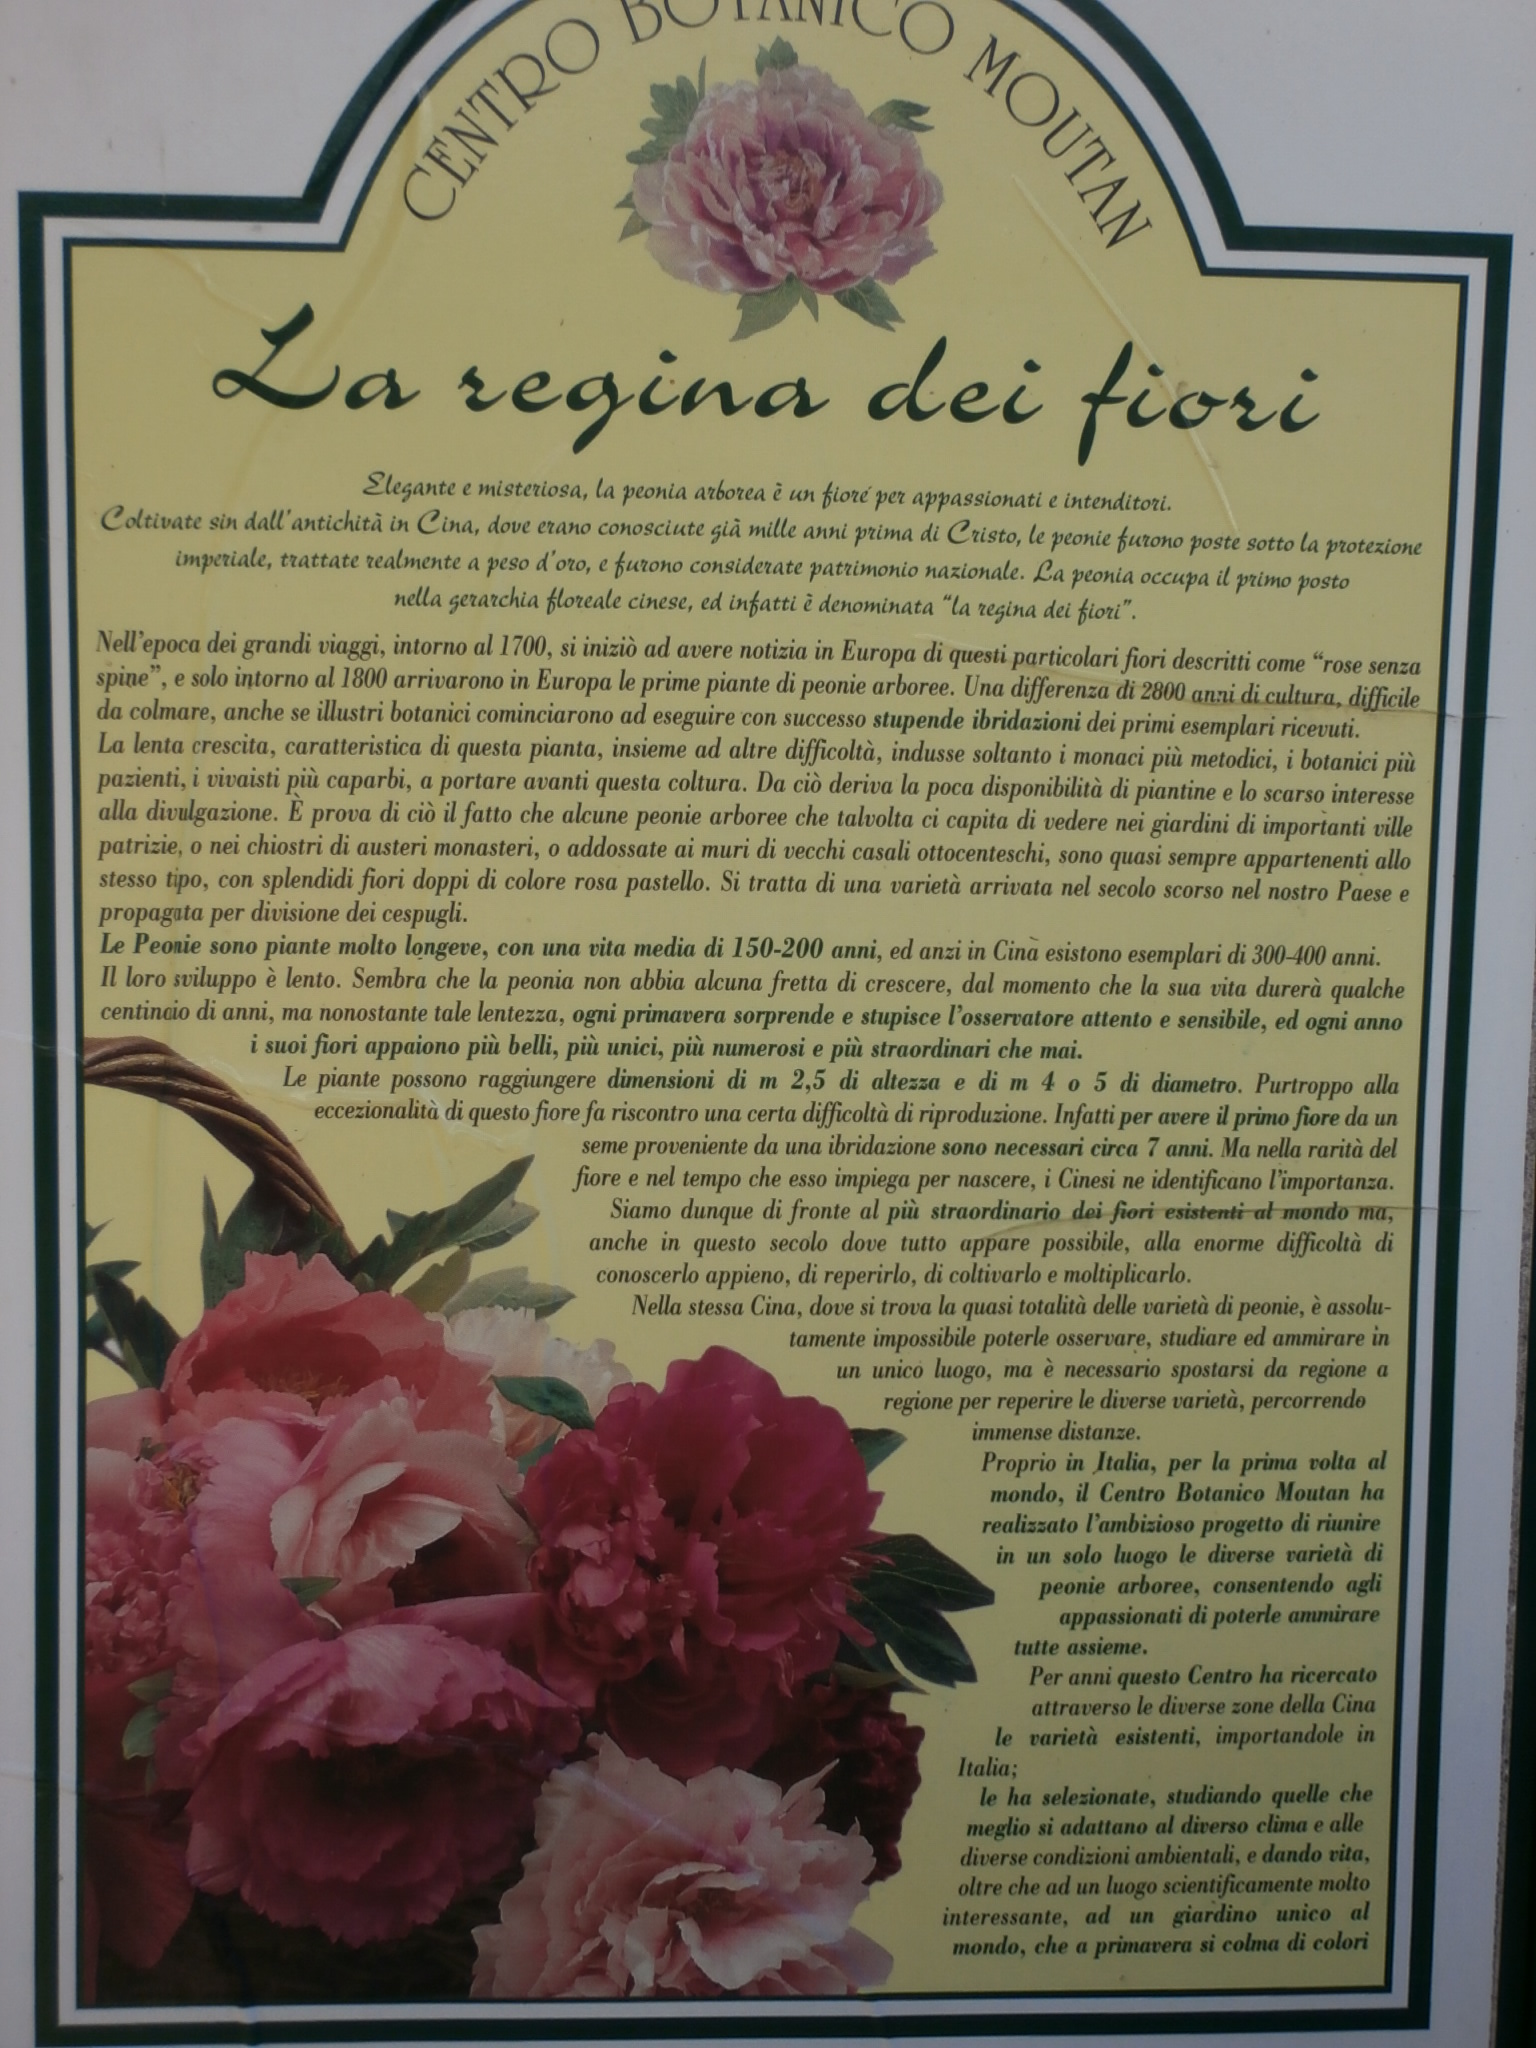 CENTRO BOTANICO MOUTAN
La regina dei fiori
Elegante e misteriosa, la peonia arborea è un fiore per appassionati e intenditori.
Coltivate sin dall'antichità in Cina, dove erano conosciute già mille anni prima di Cristo, le peonie furono poste sotto la protezione
imperiale, trattate realmente a peso d'oro, e furono considerate patrimonio nazionale. La peonia occupa il primo posto
nella gerarchia floreale cinese, ed infatti è denominata "la regina dei fiori".
Nell'epoca dei grandi viaggi, intorno al 1700, si iniziò ad avere notizia in Europa di questi particolari fiori descritti come "rose senza
spine", e solo intorno al 1800 arrivarono in Europa le prime piante di peonie arboree. Una differenza di 2800 anni di cultura, difficile
da colmare, anche se illustri botanici cominciarono ad eseguire con successo stupende ibridazioni dei primi esemplari ricevuti.
La lenta crescita, caratteristica di questa pianta, insieme ad altre difficoltà, indusse soltanto i monaci più metodici, i botanici più
pazienti, i vivaisti più caparbi, a portare avanti questa coltura. Da ciò deriva la poca disponibilità di piantine e lo scarso interesse
alla divulgazione. È prova di ciò il fatto che alcune peonie arboree che talvolta ci capita di vedere nei giardini di importanti ville
patrizie, o nei chiostri di austeri monasteri, o addossate ai muri di vecchi casali ottocenteschi, sono quasi sempre appartenenti allo
stesso tipo, con splendidi fiori doppi di colore rosa pastello. Si tratta di una varietà arrivata nel secolo scorso nel nostro Paese e
propagata per divisione dei cespugli.
Le Peonie sono piante molto longeve, con una vita media di 150-200 anni, ed anzi in Cina esistono esemplari di 300-400 anni.
Il loro sviluppo è lento. Sembra che la peonia non abbia alcuna fretta di crescere, dal momento che la sua vita durerà qualche
centinaio di anni, ma nonostante tale lentezza, ogni primavera sorprende e stupisce l'osservatore attento e sensibile, ed ogni anno
i suoi fiori appaiono più belli, più unici, più numerosi e più straordinari che mai.
Le piante possono raggiungere dimensioni di m 2,5 di altezza e di m 4 o 5 di diametro. Purtroppo alla
eccezionalità di questo fiore fa riscontro una certa difficoltà di riproduzione. Infatti per avere il primo fiore da un
seme proveniente da una ibridazione sono necessari circa 7 anni. Ma nella rarità del
fiore e nel tempo che esso impiega per nascere, i Cinesi ne identificano l'importanza.
Siamo dunque di fronte al più straordinario dei fiori esistenti al mondo ma,
anche in questo secolo dove tutto appare possibile, alla enorme difficoltà di
conoscerlo appieno, di reperirlo, di coltivarlo e moltiplicarlo.
Nella stessa Cina, dove si trova la quasi totalità delle varietà di peonie, è assolu-
tamente impossibile poterle osservare, studiare ed ammirare in
un unico luogo, ma è necessario spostarsi da regione a
regione per reperire le diverse varietà, percorrendo
immense distanze.
Proprio in Italia, per la prima volta al
mondo, il Centro Botanico Moutan ha
realizzato l'ambizioso progetto di riunire
in un solo luogo le diverse varietà di
peonie arboree, consentendo agli
appassionati di poterle ammirare
tutte assieme.
Per anni questo Centro ha ricercato
attraverso le diverse zone della Cina
le varietà esistenti, importandole in
Italia;
le ha selezionate, studiando quelle che
meglio si adattano al diverso clima e alle
diverse condizioni ambientali, e dando vita,
oltre che ad un luogo scientificamente molto
interessante, ad un giardino unico al
mondo, che a primavera si colma di colori